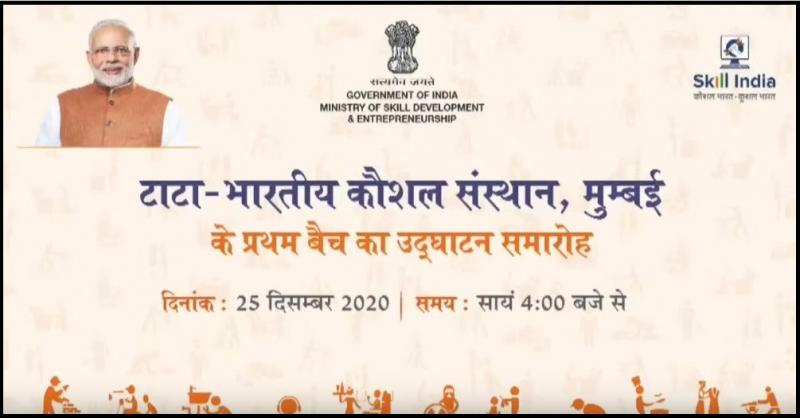 सत्यमेव जयते
GOVERNMENT OF INDIA
MINISTRY OF SKILL DEVELOPMENT
& ENTREPRENEURSHIP
Skill India
कौशल भारत-कुशल भारत
टाटा-भारतीय कौशल संस्थान, मुम्बई
के प्रथम बैच का उद्घाटन समारोह
दिनांक : 25 दिसम्बर 2020 | समय : सायं 4:00 बजे से